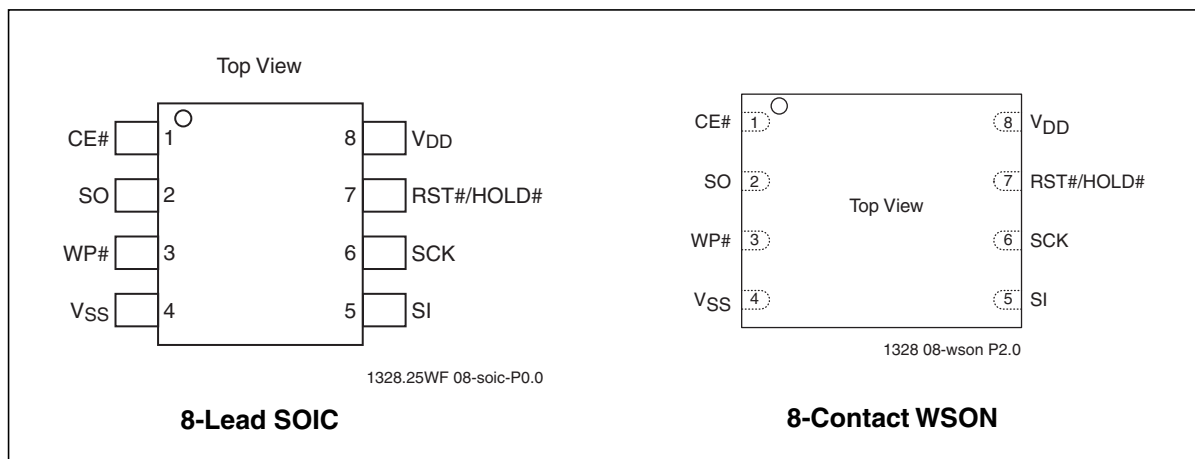 Top View
CE# 1 8 VDD
SO 2 7 RST#/HOLD#
WP# 3 6 SCK
VSS 4 5 SI
1328.25WF 08-soic-P0.0
8-Lead SOIC
CE# 1 8 VDD
SO 2 7 RST#/HOLD#
Top View
WP# 3 6 SCK
VSS 4 5 SI
1328 08-wson P2.0
8-Contact WSON